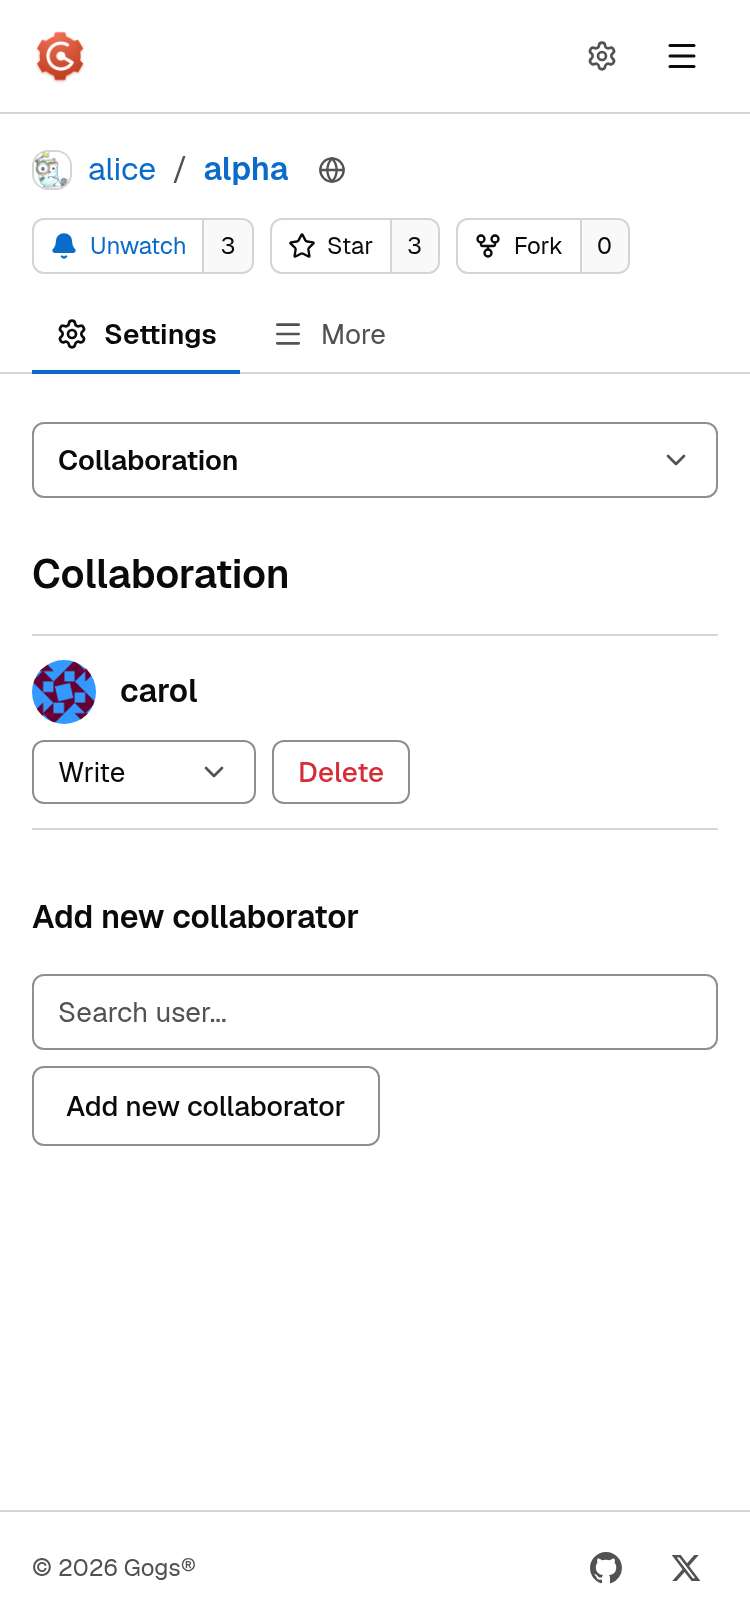 alice / alpha
Unwatch 3 Star 3 Fork 0
Settings More
Collaboration
Collaboration
carol
Write Delete
Add new collaborator
Search user...
Add new collaborator
© 2026 Gogs®